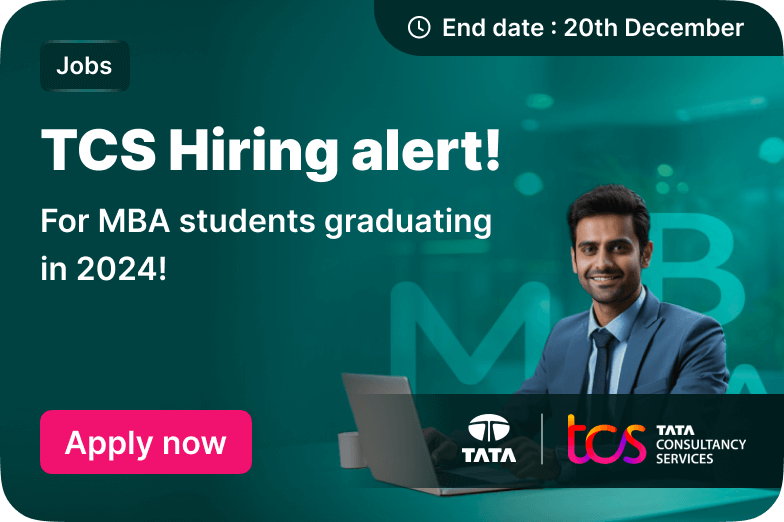 End date : 20th December
Jobs
TCS Hiring alert!
For MBA students graduating
in 2024!
M
B
A
Apply now
TATA
tcs
TATA
CONSULTANCY
SERVICES